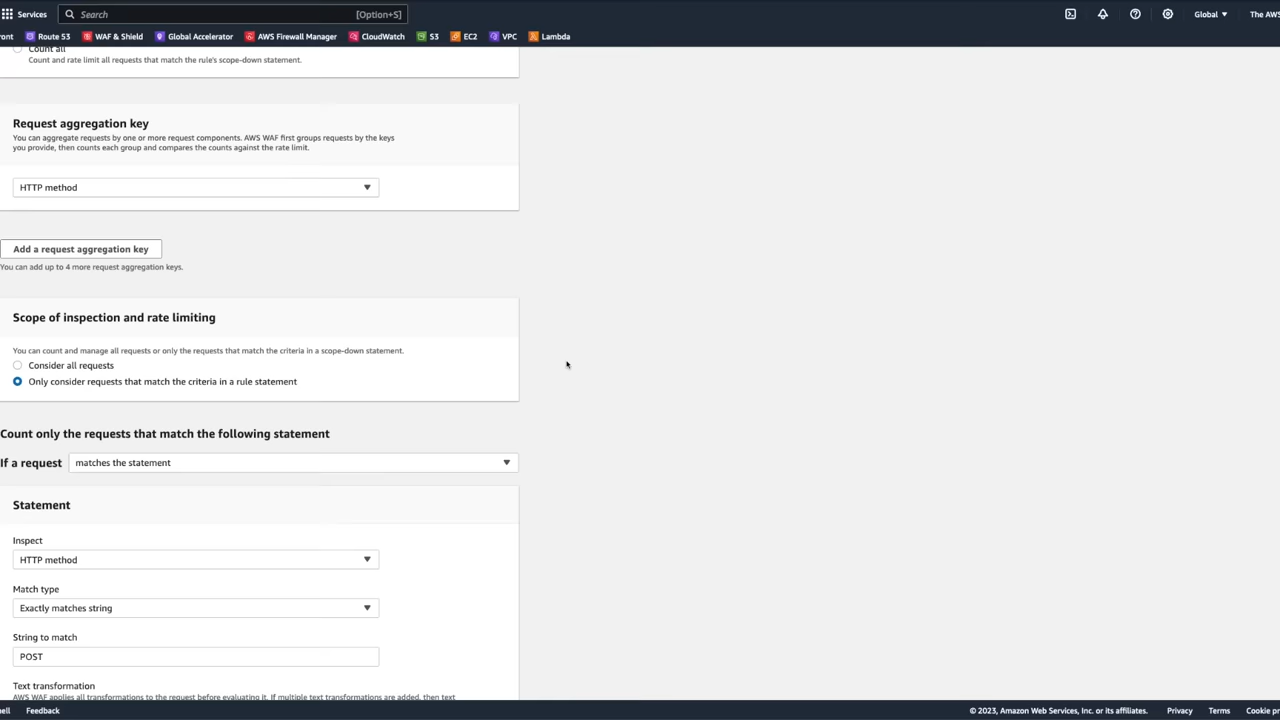 Services
Search
[Option+S]
Global
The AWS
ront
Route 53
WAF & Shield
Global Accelerator
AWS Firewall Manager
CloudWatch
S3
EC2
VPC
Lambda
Count all
Count and rate limit all requests that match the rule's scope-down statement.
Request aggregation key
You can aggregate requests by one or more request components. AWS WAF first groups requests by the keys
you provide, then counts each group and compares the counts against the rate limit.
HTTP method
Add a request aggregation key
You can add up to 4 more request aggregation keys.
Scope of inspection and rate limiting
You can count and manage all requests or only the requests that match the criteria in a scope-down statement.
Consider all requests
Only consider requests that match the criteria in a rule statement
Count only the requests that match the following statement
If a request
matches the statement
Statement
Inspect
HTTP method
Match type
Exactly matches string
String to match
POST
Text transformation
AWS WAF applies all transformations to the request before evaluating it. If multiple text transformations are added, then text
ell
Feedback
© 2023, Amazon Web Services, Inc. or its affiliates.
Privacy
Terms
Cookie pr